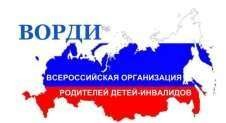 ВОРДИ
ВСЕРОССИЙСКАЯ ОРГАНИЗАЦИЯ
РОДИТЕЛЕЙ ДЕТЕЙ-ИНВАЛИДОВ